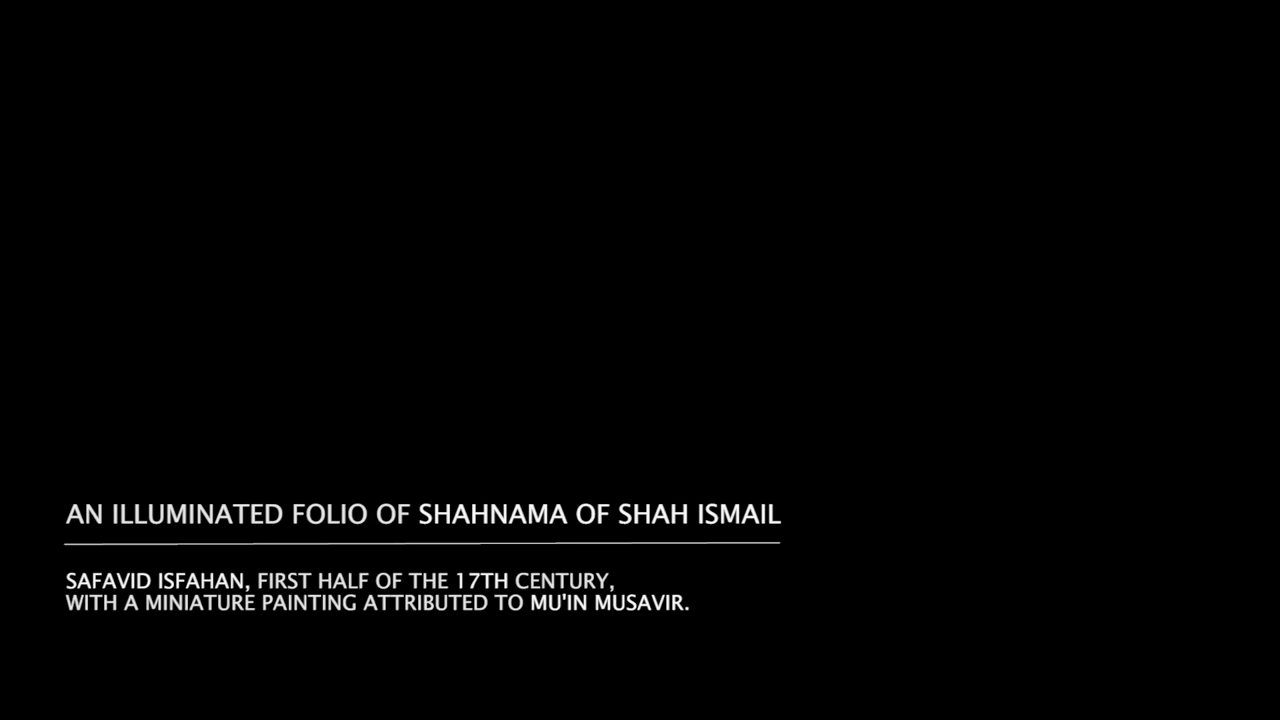 AN ILLUMINATED FOLIO OF SHAHNAMA OF SHAH ISMAIL
SAFAVID ISFAHAN, FIRST HALF OF THE 17TH CENTURY,
WITH A MINIATURE PAINTING ATTRIBUTED TO MU'IN MUSAVIR.